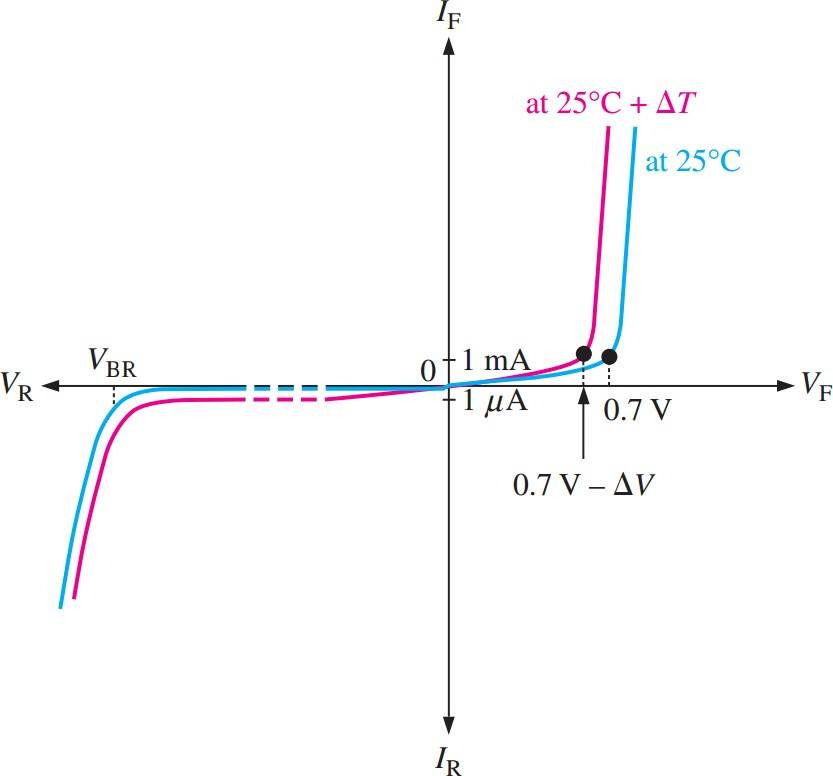 I_F
at 25°C + ΔT
at 25°C
V_BR
1 mA
0
V_R
V_F
1 μA
0.7 V
0.7 V – ΔV
I_R